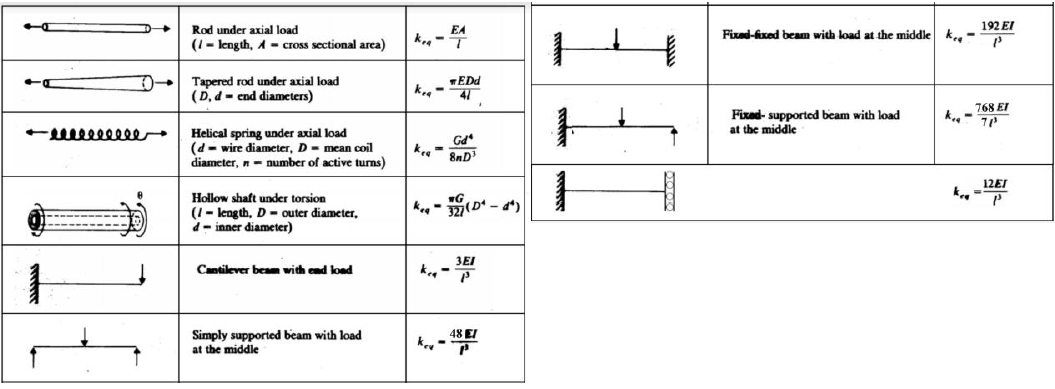 Rod under axial load
(l = length, A = cross sectional area)
k_eq = EA/l
Tapered rod under axial load
(D, d = end diameters)
k_eq = πEDd/4l
Helical spring under axial load
(d = wire diameter, D = mean coil
diameter, n = number of active turns)
k_eq = Gd⁴/8nD³
θ
Hollow shaft under torsion
(l = length, D = outer diameter,
d = inner diameter)
k_eq = πG/32l (D⁴ − d⁴)
Cantilever beam with end load
k_eq = 3EI/l³
Simply supported beam with load
at the middle
k_eq = 48EI/l³
Fixed-fixed beam with load at the middle
k_eq = 192EI/l³
Fixed- supported beam with load
at the middle
k_eq = 768EI/7l³
k_eq = 12EI/l³